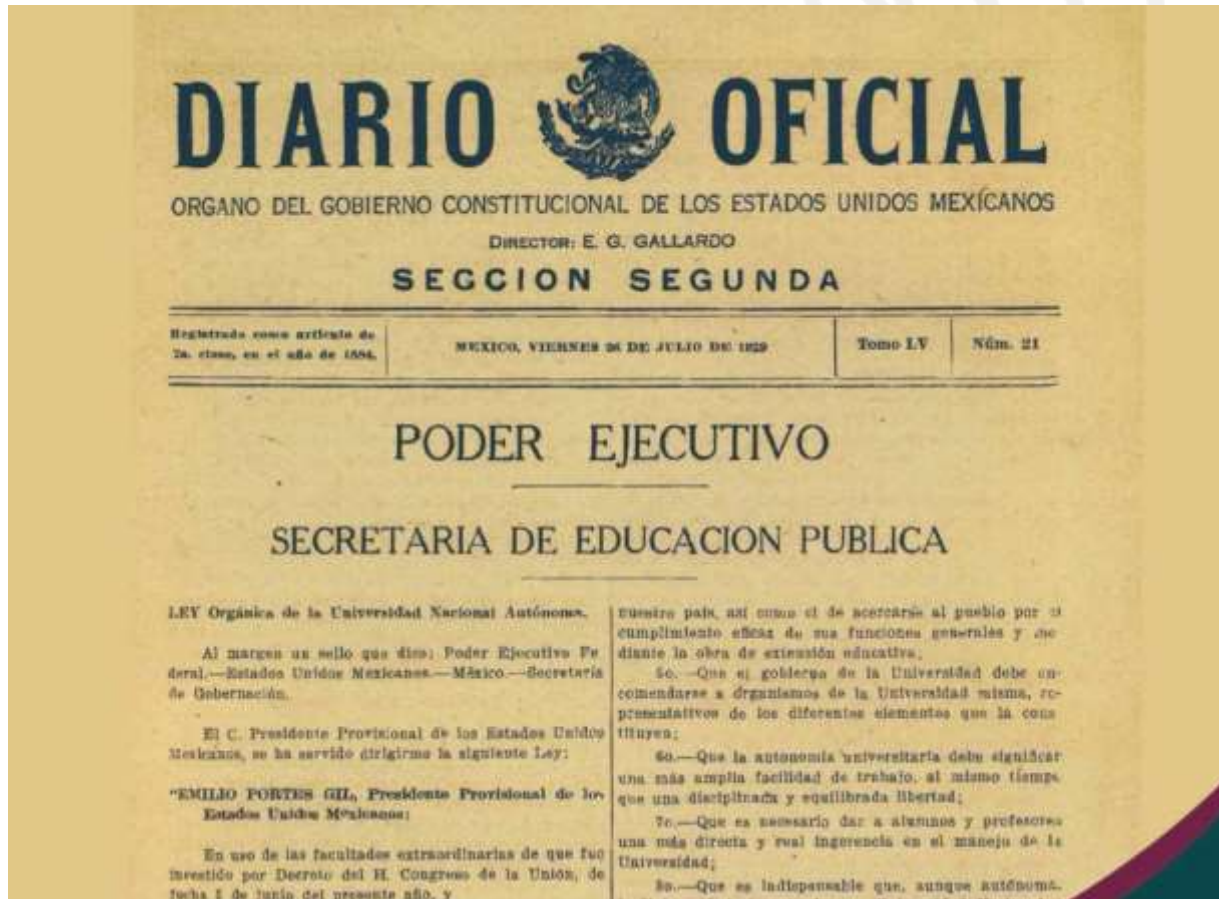 DIARIO OFICIAL
ORGANO DEL GOBIERNO CONSTITUCIONAL DE LOS ESTADOS UNIDOS MEXÍCANOS
DIRECTOR: E. G. GALLARDO
SECCION SEGUNDA
Registrado como artículo de
2a. clase, en el año de 1884.
MEXICO, VIERNES 26 DE JULIO DE 1929
Tomo LV
Núm. 21
PODER EJECUTIVO
SECRETARIA DE EDUCACION PUBLICA
LEY Orgánica de la Universidad Nacional Autónoma.
Al margen un sello que dice: Poder Ejecutivo Fe
deral.—Estados Unidos Mexicanos.—México.—Secretaría
de Gobernación.
El C. Presidente Provisional de los Estados Unidos
Mexicanos, se ha servido dirigirme la siguiente Ley:
"EMILIO PORTES GIL, Presidente Provisional de los
Estados Unidos Mexicanos:
En uso de las facultades extraordinarias de que fue
investido por Decreto del H. Congreso de la Unión, de
fecha de junio del presente año, y
nuestro país, así como el de acercarse al pueblo por el
cumplimiento eficaz de sus funciones generales y me
diante la obra de extensión educativa;
5o.—Que el gobierno de la Universidad debe en-
comendarse a órganismos de la Universidad misma, re-
presentativos de los diferentes elementos que la cons
tituyen;
6o.—Que la autonomía universitaria debe significar
una más amplia facilidad de trabajo, al mismo tiempo
que una disciplinada y equilibrada libertad;
7o.—Que es necesario dar a alumnos y profesores
una más directa y real ingerencia en el manejo de la
Universidad;
8o.—Que es indispensable que, aunque autónoma,